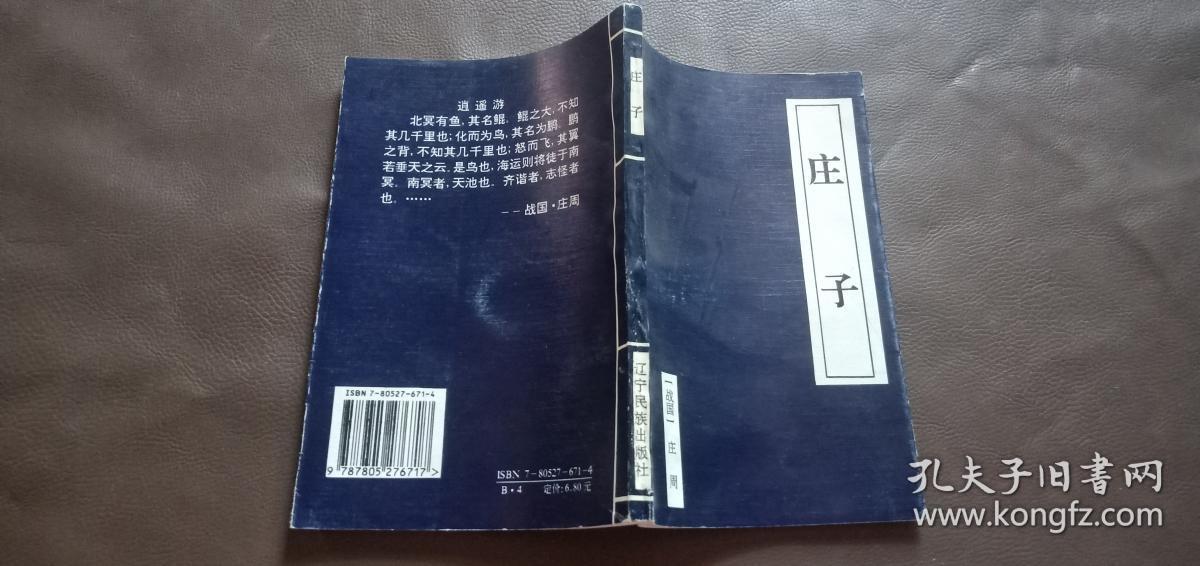 逍遥游
北冥有鱼,其名鲲。鲲之大,不知
其几千里也;化而为鸟,其名为鹏。鹏
之背,不知其几千里也;怒而飞,其翼
若垂天之云。是鸟也,海运则将徒于南
冥。南冥者,天池也。齐谐者,志怪者
也。……
--战国·庄周
ISBN 7-80527-671-4
9 787805 276717>
ISBN 7-80527-671-4
B·4 定价:6.80元
庄子
辽宁民族出版社
庄子
—战国— 庄周
孔夫子旧书网
www.kongfz.com